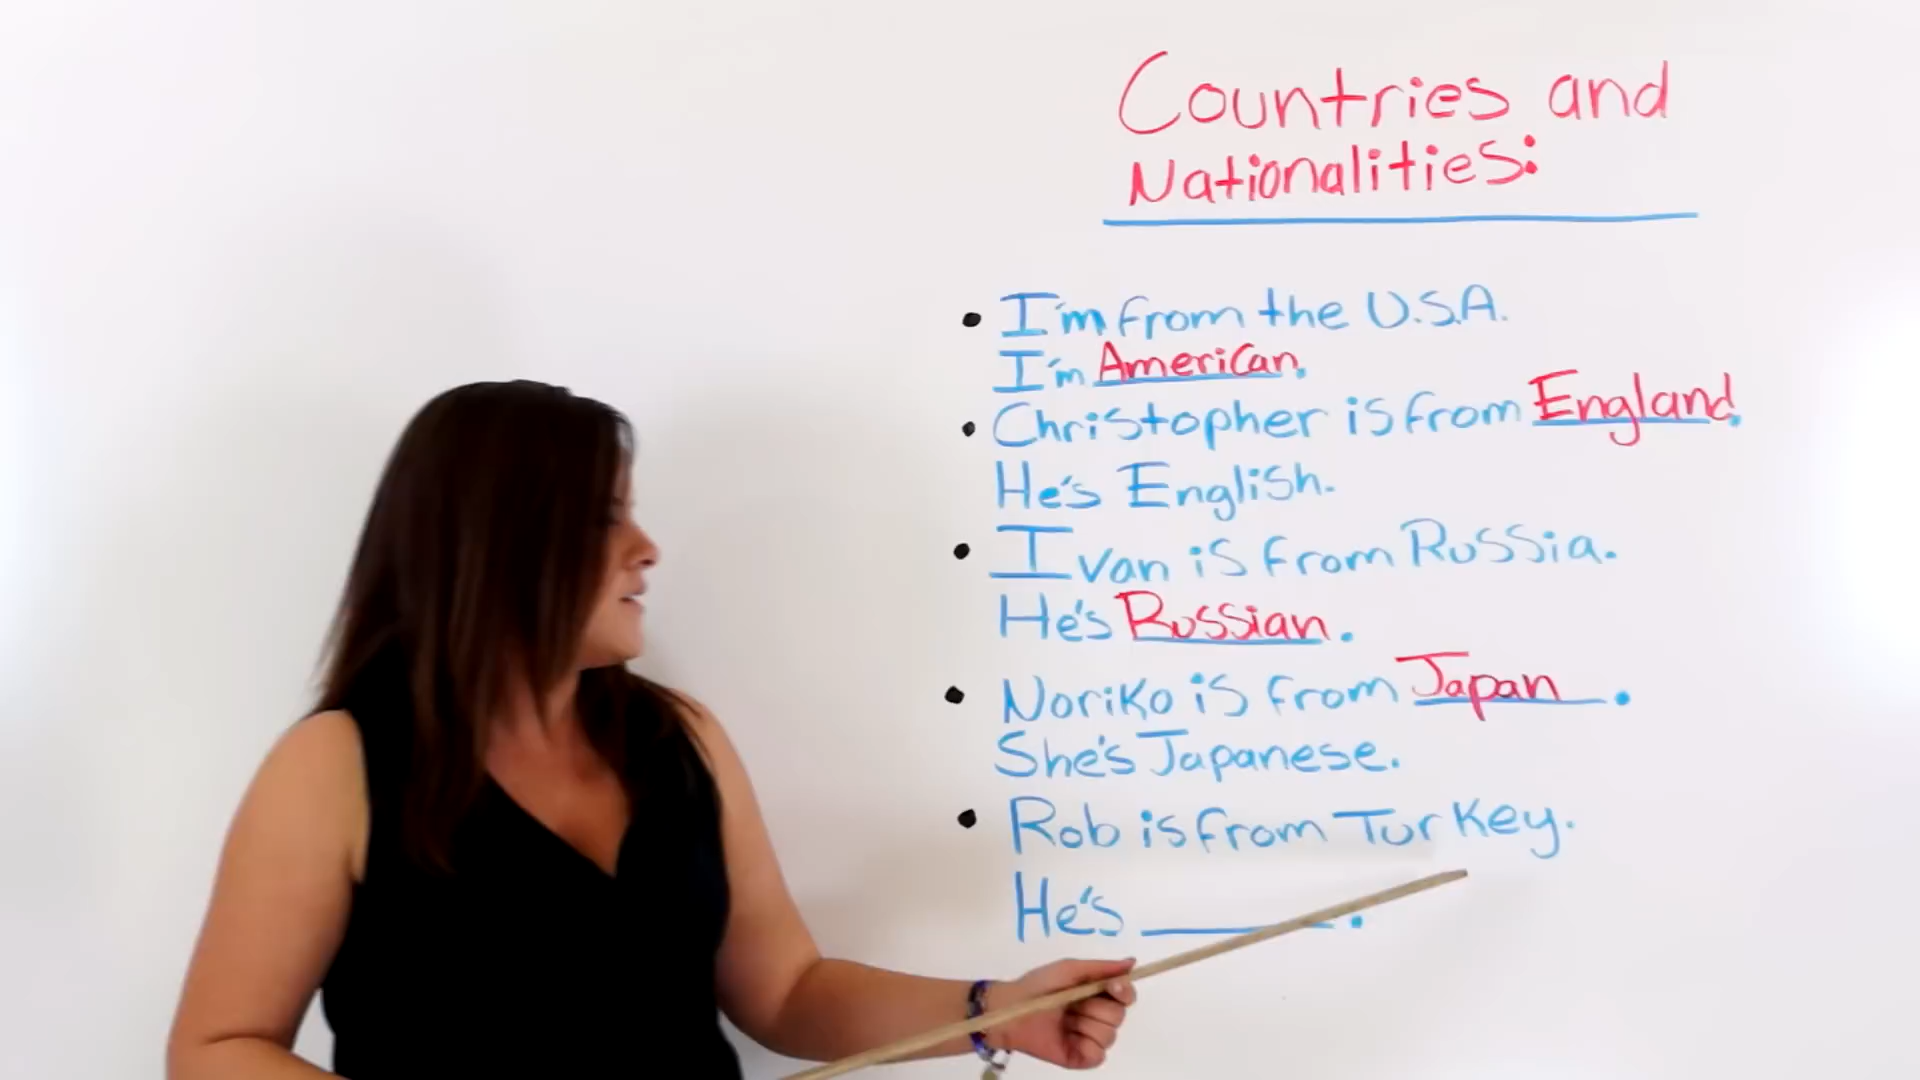 Countries and
Nationalities:
• I'm from the U.S.A.
I'm American.
• Christopher is from England.
He's English.
• Ivan is from Russia.
He's Russian.
• Noriko is from Japan.
She's Japanese.
• Rob is from Turkey.
He's ______.